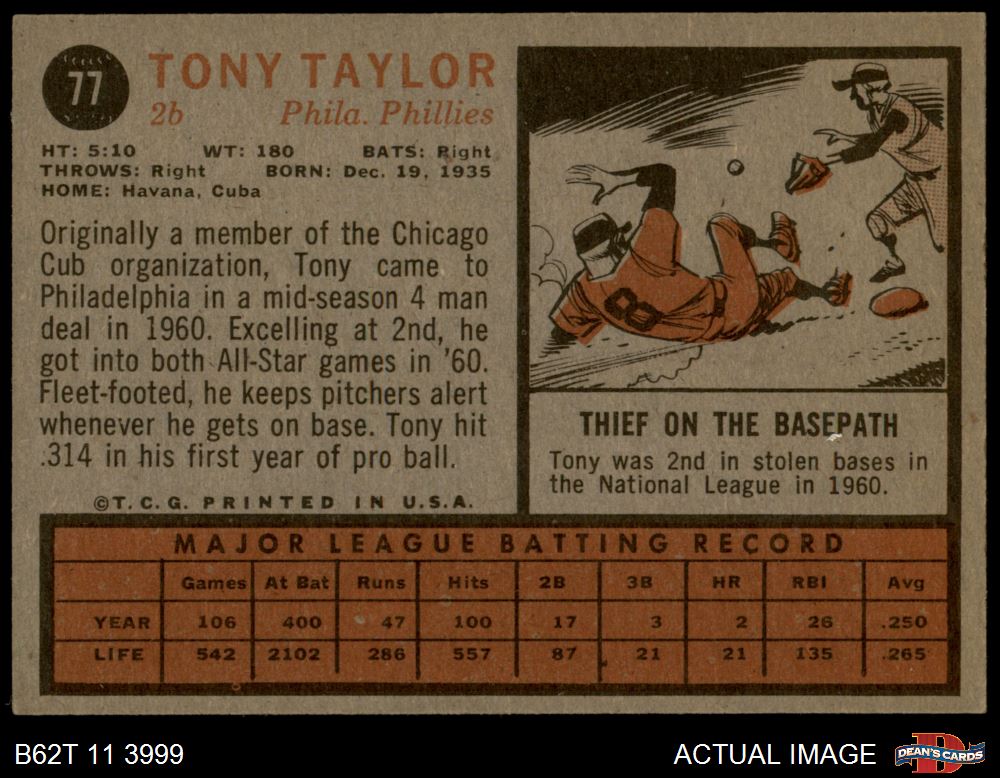 77
TONY TAYLOR
2b Phila. Phillies
HT: 5:10 WT: 180 BATS: Right
THROWS: Right BORN: Dec. 19, 1935
HOME: Havana, Cuba
Originally a member of the Chicago
Cub organization, Tony came to
Philadelphia in a mid-season 4 man
deal in 1960. Excelling at 2nd, he
got into both All-Star games in '60.
Fleet-footed, he keeps pitchers alert
whenever he gets on base. Tony hit
.314 in his first year of pro ball.
©T.C.G. PRINTED IN U.S.A.
8
THIEF ON THE BASEPATH
Tony was 2nd in stolen bases in
the National League in 1960.
MAJOR LEAGUE BATTING RECORD
Games At Bat Runs Hits 2B 3B HR RBI Avg
YEAR 106 400 47 100 17 3 2 26 .250
LIFE 542 2102 286 557 87 21 21 135 .265
B62T 11 3999
ACTUAL IMAGE
D
DEAN'S CARDS